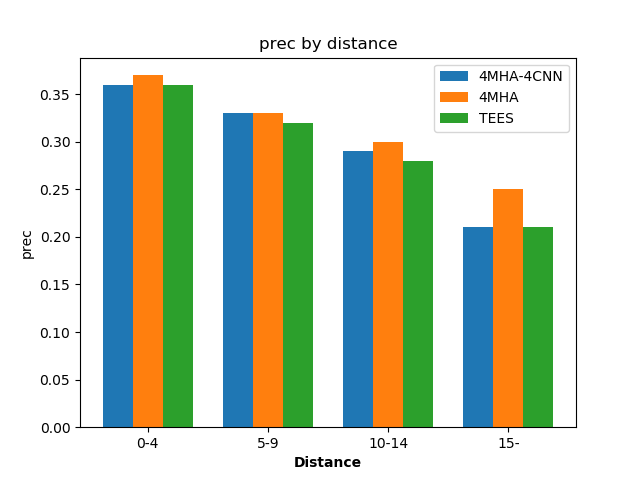 prec by distance
4MHA-4CNN
4MHA
TEES
prec
0.35
0.30
0.25
0.20
0.15
0.10
0.05
0.00
0-4
5-9
10-14
15-
Distance